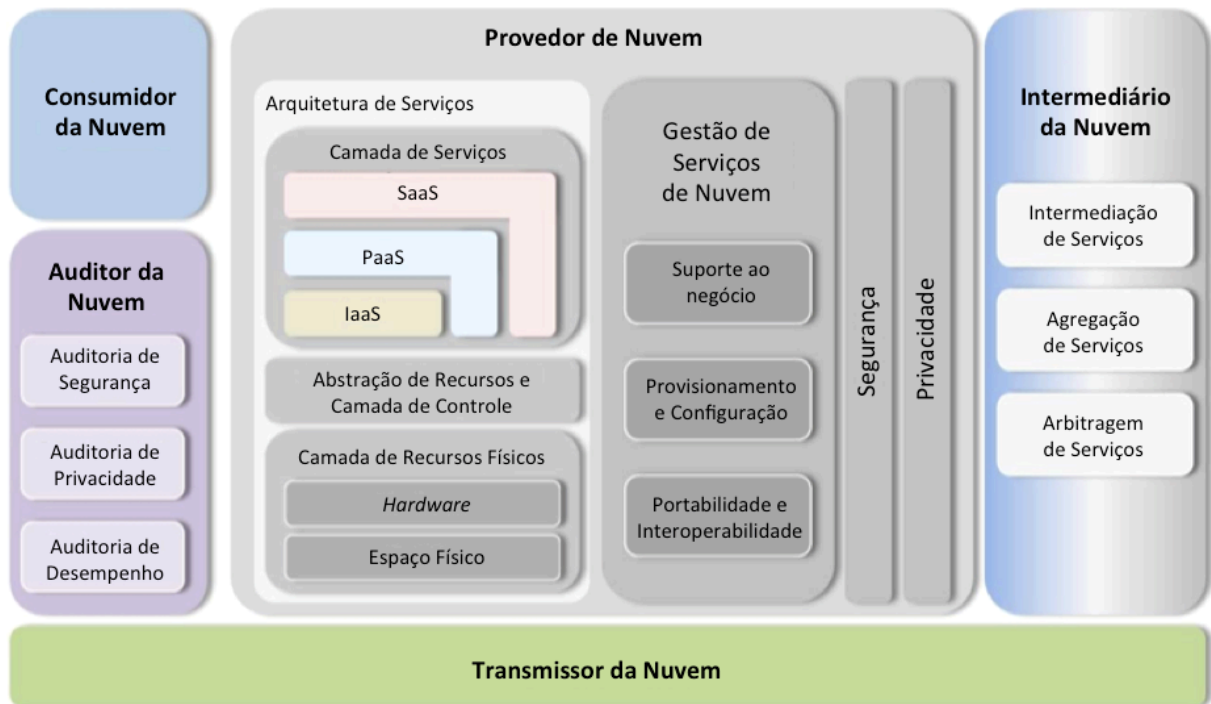 Consumidor
da Nuvem
Auditor da
Nuvem
Auditoria de
Segurança
Auditoria de
Privacidade
Auditoria de
Desempenho
Provedor de Nuvem
Arquitetura de Serviços
Camada de Serviços
SaaS
PaaS
IaaS
Abstração de Recursos e
Camada de Controle
Camada de Recursos Físicos
Hardware
Espaço Físico
Gestão de
Serviços
de Nuvem
Suporte ao
negócio
Provisionamento
e Configuração
Portabilidade e
Interoperabilidade
Segurança
Privacidade
Intermediário
da Nuvem
Intermediação
de Serviços
Agregação
de Serviços
Arbitragem
de Serviços
Transmissor da Nuvem